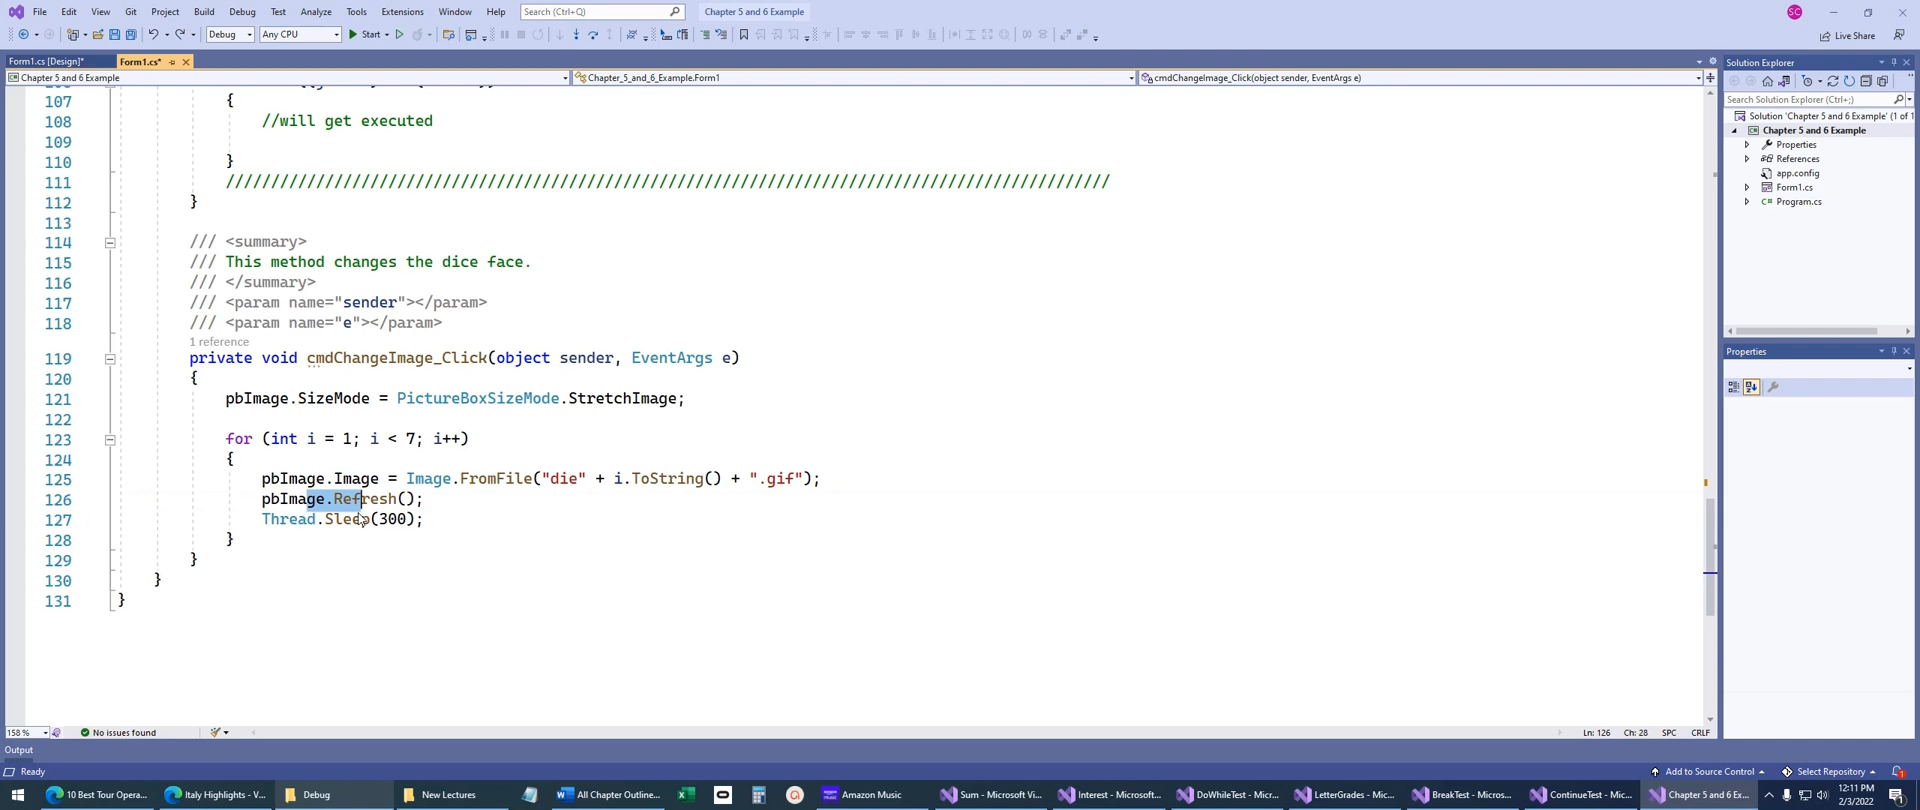 File Edit View Git Project Build Debug Test Analyze Tools Extensions Window Help Search (Ctrl+Q) Chapter 5 and 6 Example SC
Debug Any CPU Start Live Share
Form1.cs [Design]* Form1.cs* Solution Explorer
Chapter 5 and 6 Example Chapter_5_and_6_Example.Form1 cmdChangeImage_Click(object sender, EventArgs e)
Search Solution Explorer (Ctrl+;)
Solution 'Chapter 5 and 6 Example' (1 of 1
Chapter 5 and 6 Example
Properties
References
app.config
Form1.cs
Program.cs
Properties
107 {
108 //will get executed
109
110 }
111 //////////////////////////////////////////////////////////////////////////////////////////////////
112 }
113
114 /// <summary>
115 /// This method changes the dice face.
116 /// </summary>
117 /// <param name="sender"></param>
118 /// <param name="e"></param>
1 reference
119 private void cmdChangeImage_Click(object sender, EventArgs e)
120 {
121 pbImage.SizeMode = PictureBoxSizeMode.StretchImage;
122
123 for (int i = 1; i < 7; i++)
124 {
125 pbImage.Image = Image.FromFile("die" + i.ToString() + ".gif");
126 pbImage.Refresh();
127 Thread.Sleep(300);
128 }
129 }
130 }
131 }
158 % No issues found Ln: 126 Ch: 28 SPC CRLF
Output
Ready Add to Source Control Select Repository 1
10 Best Tour Opera... Italy Highlights - V... Debug New Lectures All Chapter Outline... Amazon Music Sum - Microsoft Vi... Interest - Microsoft... DoWhileTest - Micr... LetterGrades - Mic... BreakTest - Micros... ContinueTest - Mic... Chapter 5 and 6 Ex... 12:11 PM
2/3/2022 1